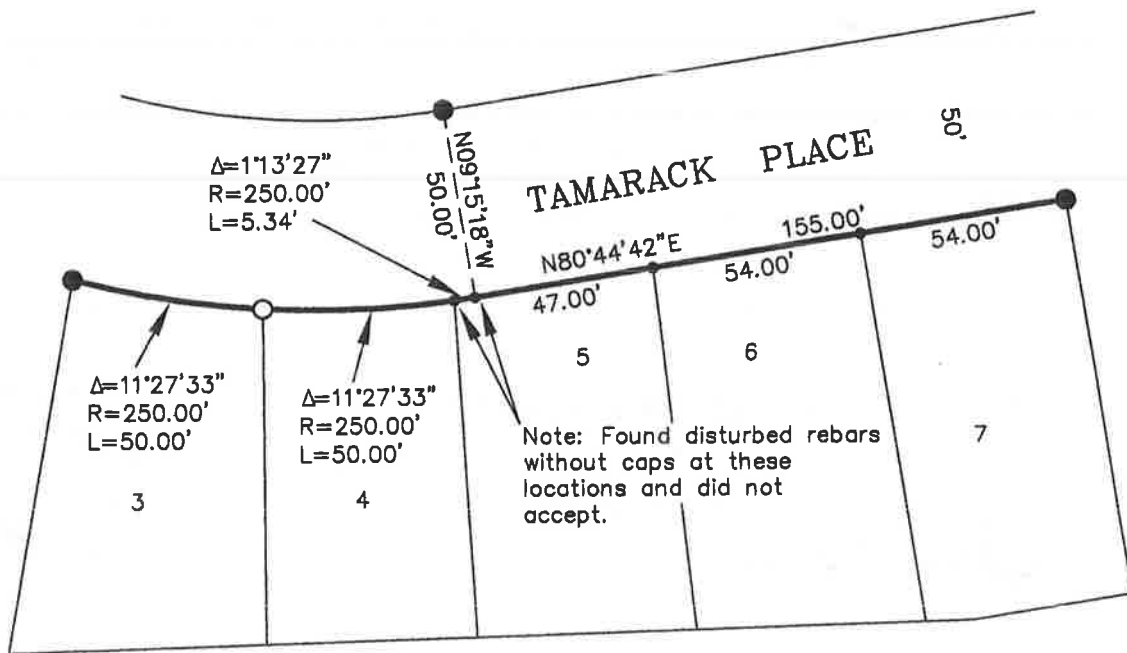 Δ=1°13'27"
R=250.00'
L=5.34'
N09°15'18"W
50.00'
TAMARACK PLACE
50'
N80°44'42"E
155.00'
47.00'
54.00'
54.00'
Δ=11°27'33"
R=250.00'
L=50.00'
Δ=11°27'33"
R=250.00'
L=50.00'
5
6
7
3
4
Note: Found disturbed rebars
without caps at these
locations and did not
accept.